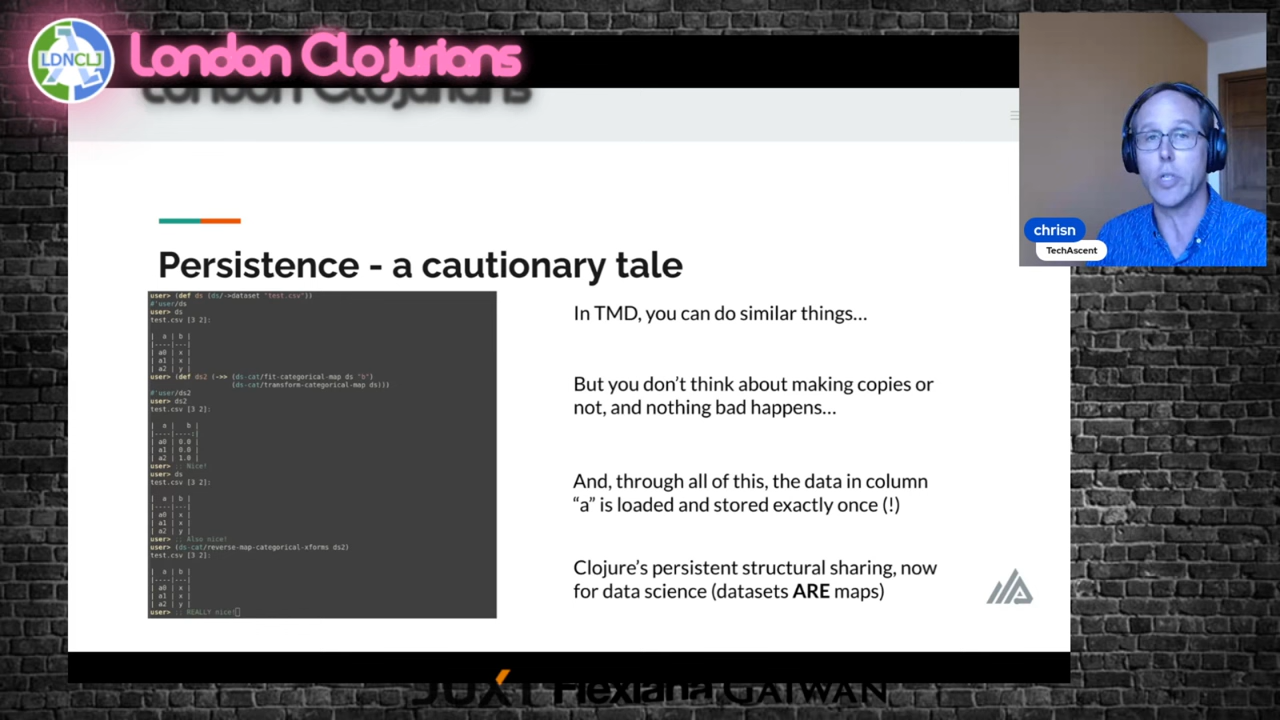 LDNCLJ
London Clojurians
chrisn
TechAscent
Persistence - a cautionary tale
user> (def ds (ds/->dataset "test.csv"))
#'user/ds
user> ds
test.csv [3 2]:
| a | b |
|----|---|
| a0 | x |
| a1 | x |
| a2 | y |
user> (def ds2 (->> (ds-cat/fit-categorical-map ds "b")
(ds-cat/transform-categorical-map ds)))
#'user/ds2
user> ds2
test.csv [3 2]:
| a | b |
|----|----:|
| a0 | 0.0 |
| a1 | 0.0 |
| a2 | 1.0 |
user> ;; Nice!
user> ds
test.csv [3 2]:
| a | b |
|----|---|
| a0 | x |
| a1 | x |
| a2 | y |
user> ;; Also nice!
user> (ds-cat/reverse-map-categorical-xforms ds2)
test.csv [3 2]:
| a | b |
|----|---|
| a0 | x |
| a1 | x |
| a2 | y |
user> ;; REALLY nice!
In TMD, you can do similar things...
But you don't think about making copies or
not, and nothing bad happens...
And, through all of this, the data in column
“a” is loaded and stored exactly once (!)
Clojure's persistent structural sharing, now
for data science (datasets ARE maps)
JUXT Flexiana GAIWAN